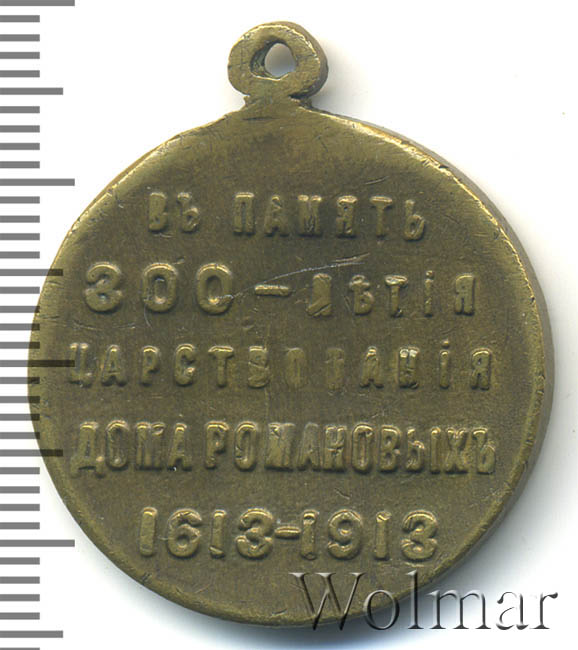 ВЪ ПАМЯТЬ
300-ЛѢТІЯ
ЦАРСТВОВАНІЯ
ДОМА РОМАНОВЫХЪ
1613-1913
Wolmar